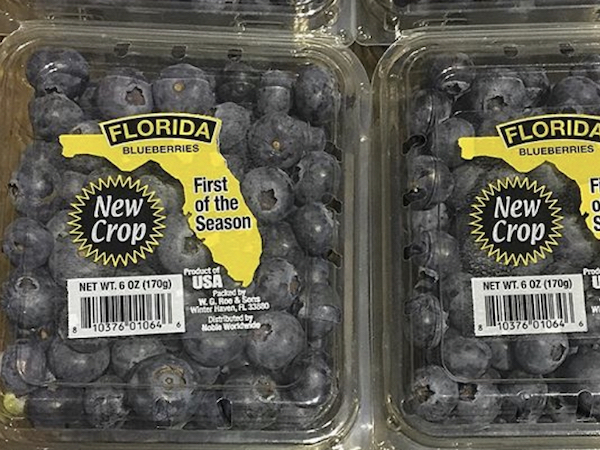 FLORIDA
BLUEBERRIES
New
Crop
First
of the
Season
Product of
USA
NET WT. 6 OZ (170g)
Packed by
W. G. Roe & Sons
Winter Haven, FL 33880
Distributed by
Noble Worldwide
8 10376 01064 6
FLORIDA
BLUEBERRIES
New
Crop
NET WT. 6 OZ (170g)
8 10376 01064 6